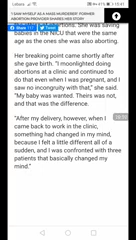 'I SAW MYSELF AS A MASS MURDERER': FORMER
ABORTION PROVIDER SHARES HER STORY
Share
Tweet
babies in the NICU that were the same
age as the ones she was also aborting.
Her breaking point came shortly after
she gave birth. "I moonlighted doing
abortions at a clinic and continued to
do that even when I was pregnant, and I
saw no incongruity with that," she said.
"My baby was wanted. Theirs was not,
and that was the difference.
"After my delivery, however, when I
came back to work in the clinic,
something had changed in my mind,
because I felt a little different all of a
sudden, and I was confronted with three
patients that basically changed my
mind."